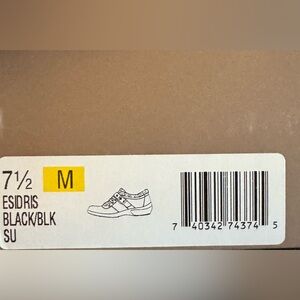 7½ M
ESIDRIS
BLACK/BLK
SU
7 40342 74374 5